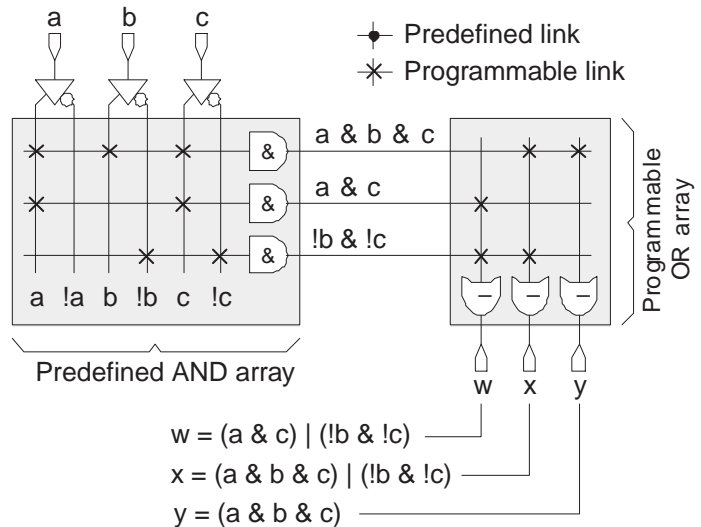 a b c
Predefined link
Programmable link
& a & b & c
& a & c
& !b & !c
a !a b !b c !c
Programmable
OR array
Predefined AND array
w x y
w = (a & c) | (!b & !c)
x = (a & b & c) | (!b & !c)
y = (a & b & c)